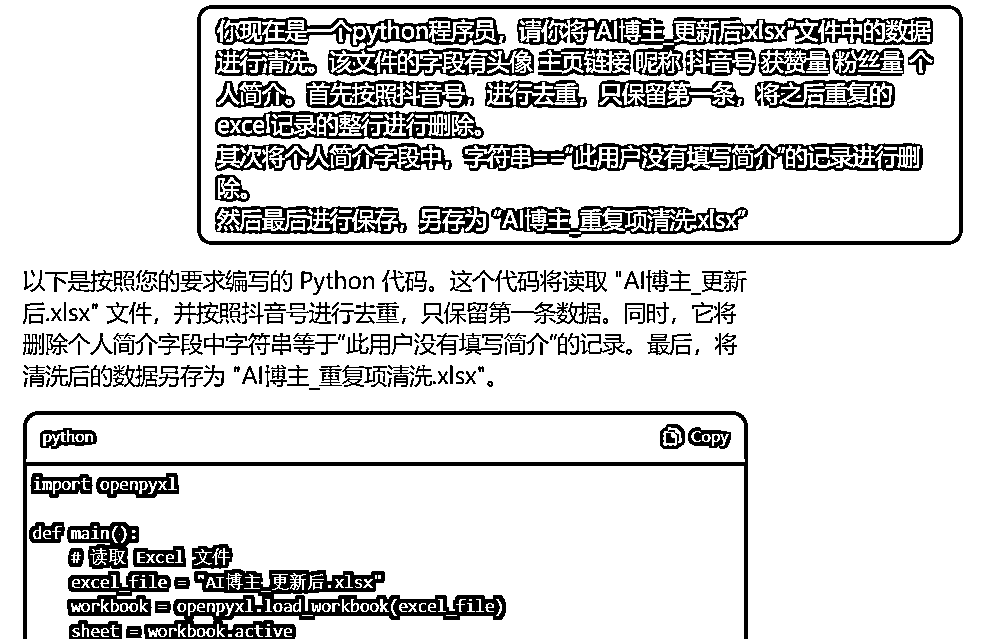 你现在是一个python程序员，请你将"AI博主_更新后.xlsx"文件中的数据
进行清洗。该文件的字段有头像 主页链接 昵称 抖音号 获赞量 粉丝量 个
人简介。首先按照抖音号，进行去重，只保留第一条，将之后重复的
excel记录的整行进行删除。
其次将个人简介字段中，字符串==“此用户没有填写简介”的记录进行删
除。
然后最后进行保存，另存为 “AI博主_重复项清洗.xlsx”
以下是按照您的要求编写的 Python 代码。这个代码将读取 "AI博主_更新
后.xlsx" 文件，并按照抖音号进行去重，只保留第一条数据。同时，它将
删除个人简介字段中字符串等于“此用户没有填写简介”的记录。最后，将
清洗后的数据另存为 "AI博主_重复项清洗.xlsx"。
python Copy
import openpyxl
def main():
# 读取 Excel 文件
excel_file = "AI博主_更新后.xlsx"
workbook = openpyxl.load_workbook(excel_file)
sheet = workbook.active